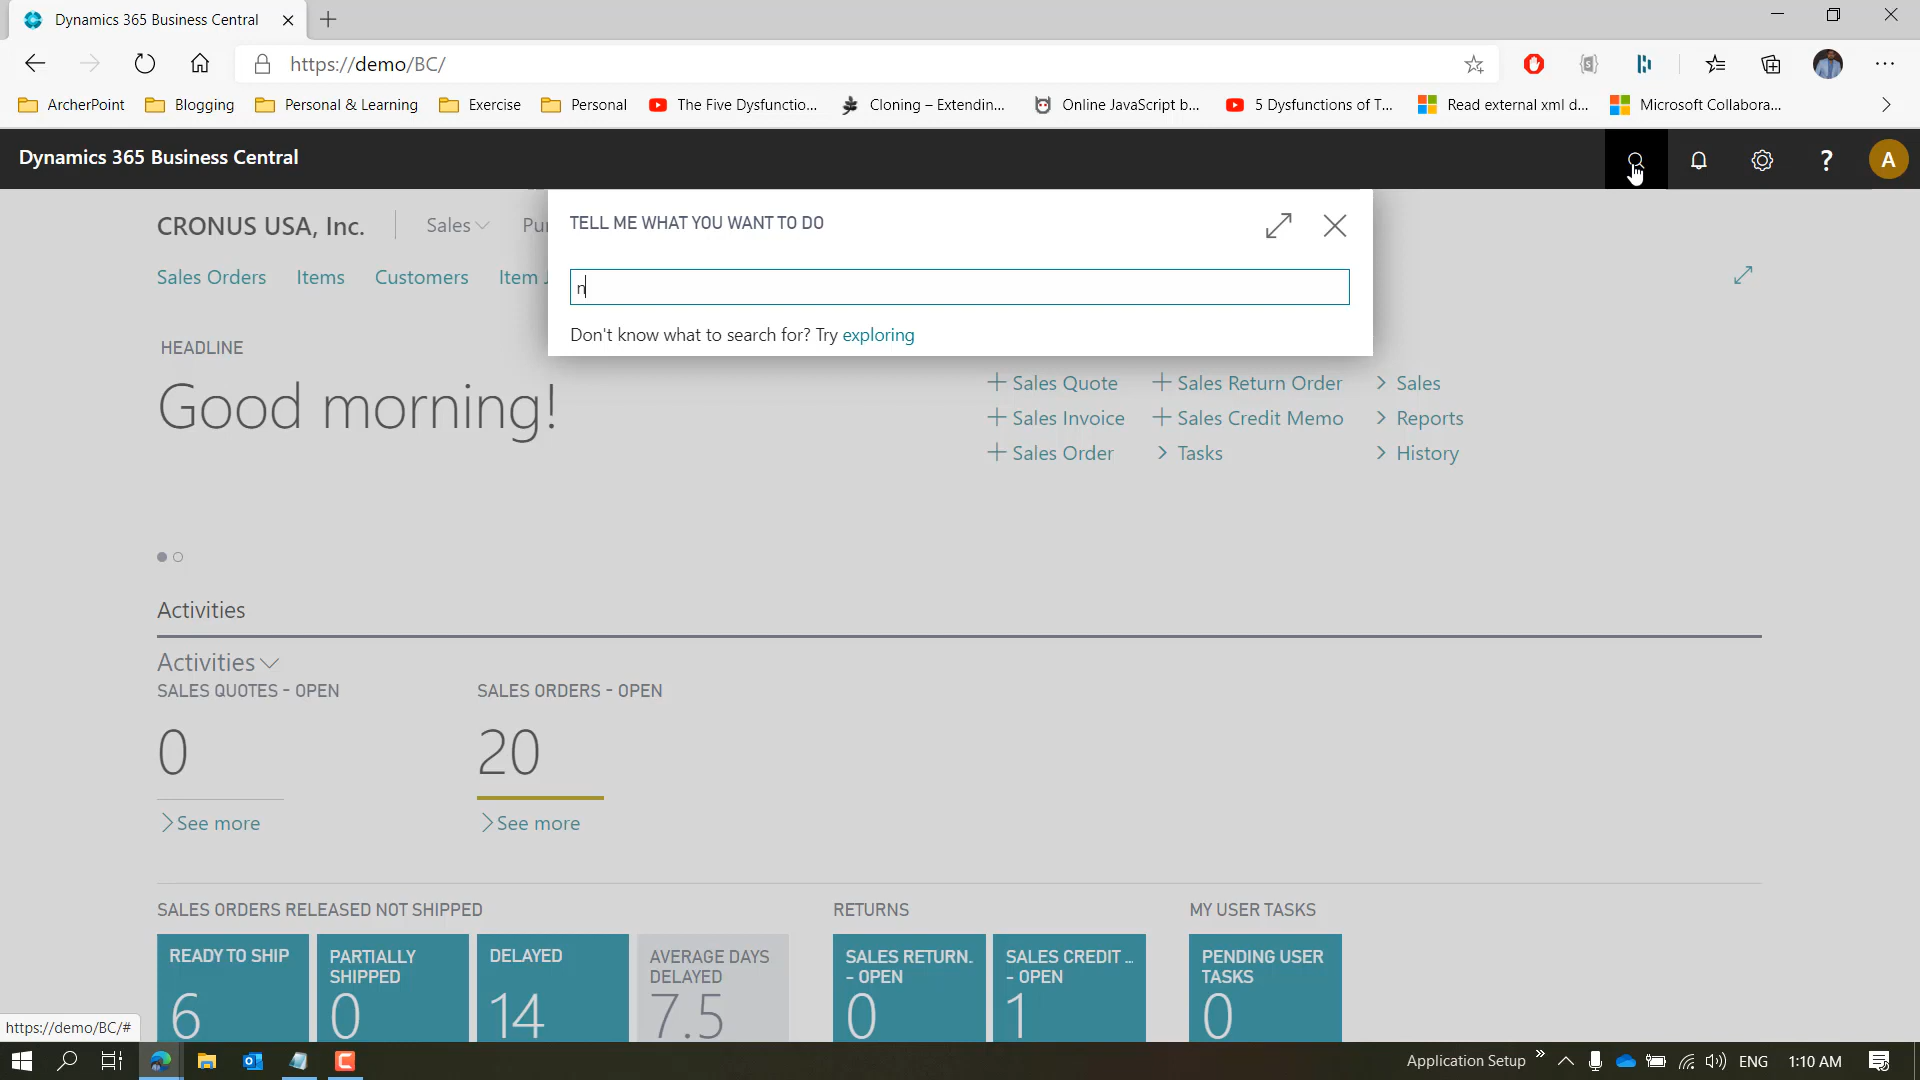 Dynamics 365 Business Central
https://demo/BC/
ArcherPoint
Blogging
Personal & Learning
Exercise
Personal
The Five Dysfunctio...
Cloning – Extendin...
Online JavaScript b...
5 Dysfunctions of T...
Read external xml d...
Microsoft Collabora...
Dynamics 365 Business Central
?
A
CRONUS USA, Inc.
Sales
Pu
TELL ME WHAT YOU WANT TO DO
n
Don't know what to search for? Try exploring
Sales Orders
Items
Customers
Item J
HEADLINE
Good morning!
+ Sales Quote
+ Sales Return Order
> Sales
+ Sales Invoice
+ Sales Credit Memo
> Reports
+ Sales Order
> Tasks
> History
Activities
Activities
SALES QUOTES - OPEN
SALES ORDERS - OPEN
0
20
>See more
>See more
SALES ORDERS RELEASED NOT SHIPPED
RETURNS
MY USER TASKS
READY TO SHIP
6
PARTIALLY
SHIPPED
0
DELAYED
14
AVERAGE DAYS
DELAYED
7.5
SALES RETURN.
- OPEN
0
SALES CREDIT ...
- OPEN
1
PENDING USER
TASKS
0
https://demo/BC/#
Application Setup
ENG
1:10 AM